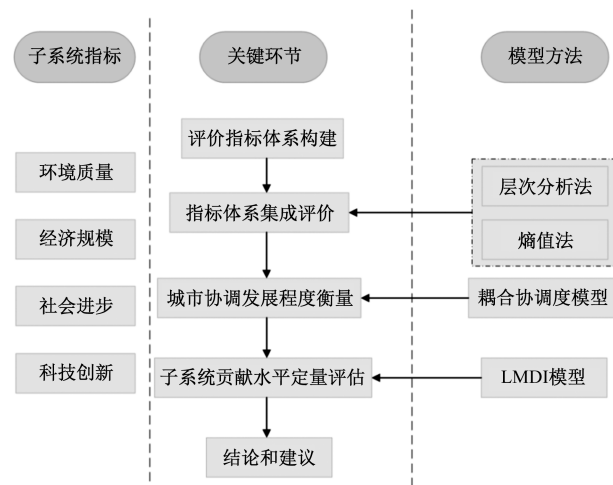 子系统指标
关键环节
模型方法
环境质量
经济规模
社会进步
科技创新
评价指标体系构建
指标体系集成评价
城市协调发展程度衡量
子系统贡献水平定量评估
结论和建议
层次分析法
熵值法
耦合协调度模型
LMDI模型